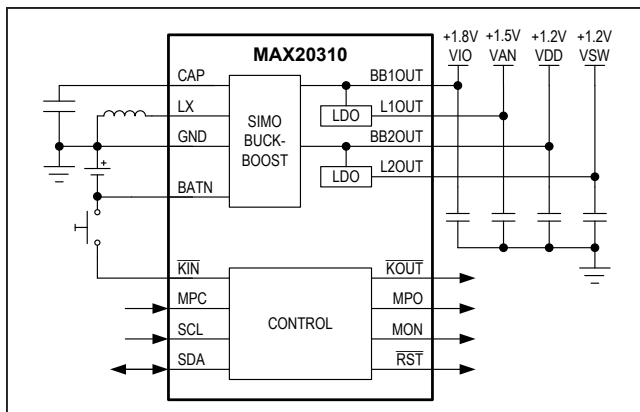 MAX20310
+1.8V +1.5V +1.2V +1.2V
VIO VAN VDD VSW
CAP
LX
GND
BATN
SIMO
BUCK-
BOOST
LDO
LDO
BB1OUT
L1OUT
BB2OUT
L2OUT
+
KIN
MPC
SCL
SDA
CONTROL
KOUT
MPO
MON
RST